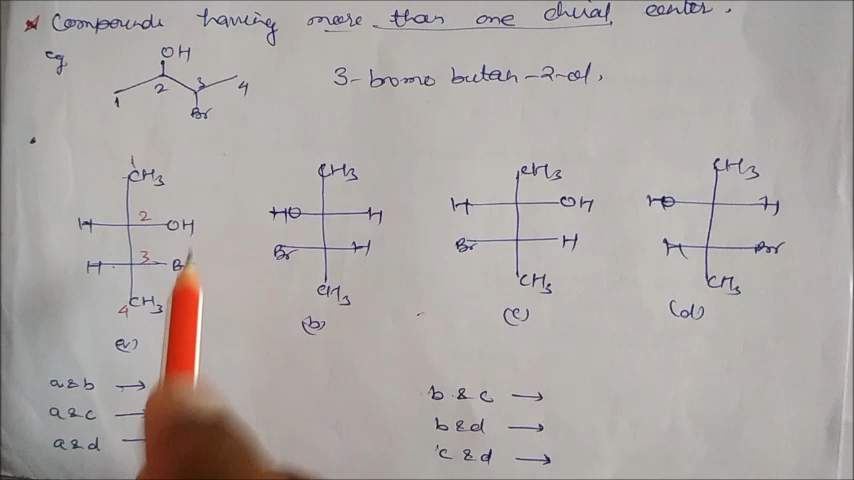 * Compounds having more than one chiral center.
eg
OH
1 2 3 4
Br
3-bromo butan-2-ol,
1
CH3 CH3 CH3 CH3
H 2 OH HO H H OH HO H
H 3 B Br H Br H H Br
4 CH3 CH3 CH3 CH3
(a) (b) (c) (d)
a & b → b & c →
a & c → b & d →
a & d → c & d →